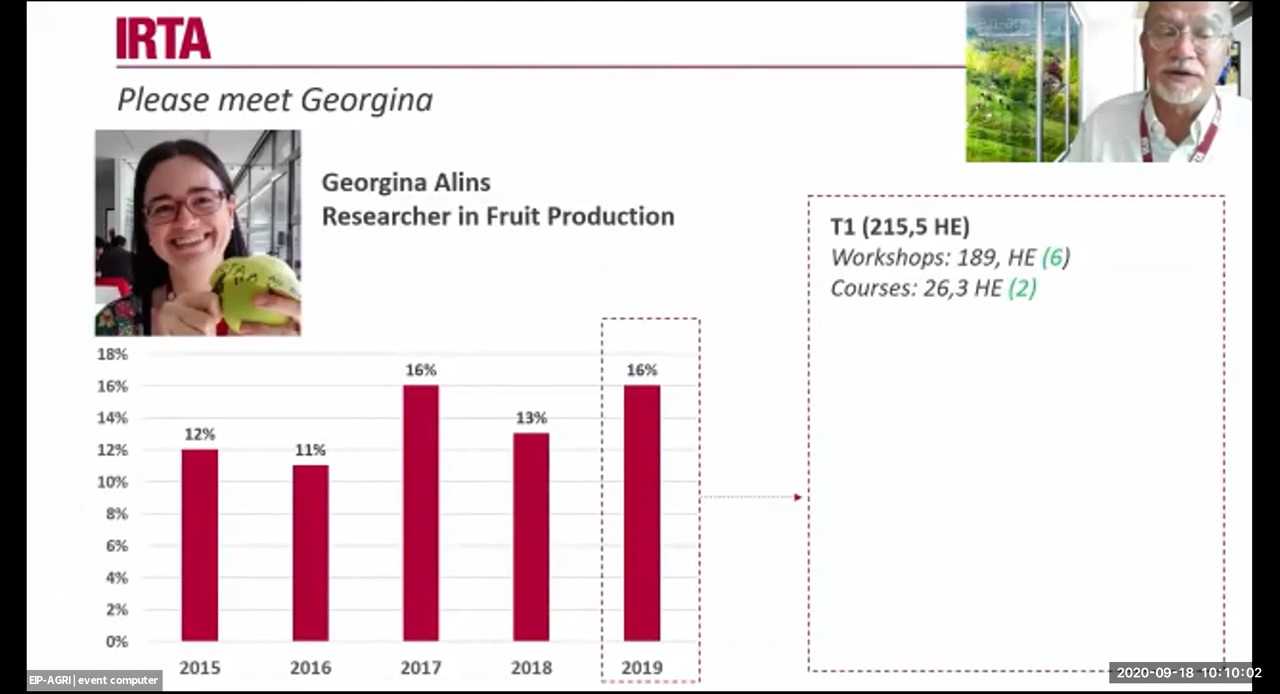 IRTA
Please meet Georgina
Georgina Alins
Researcher in Fruit Production
T1 (215,5 HE)
Workshops: 189, HE (6)
Courses: 26,3 HE (2)
18%
16%
14%
12%
10%
8%
6%
4%
2%
0%
12%
11%
16%
13%
16%
2015
2016
2017
2018
2019
EIP-AGRI | event computer
2020-09-18 10:10:02